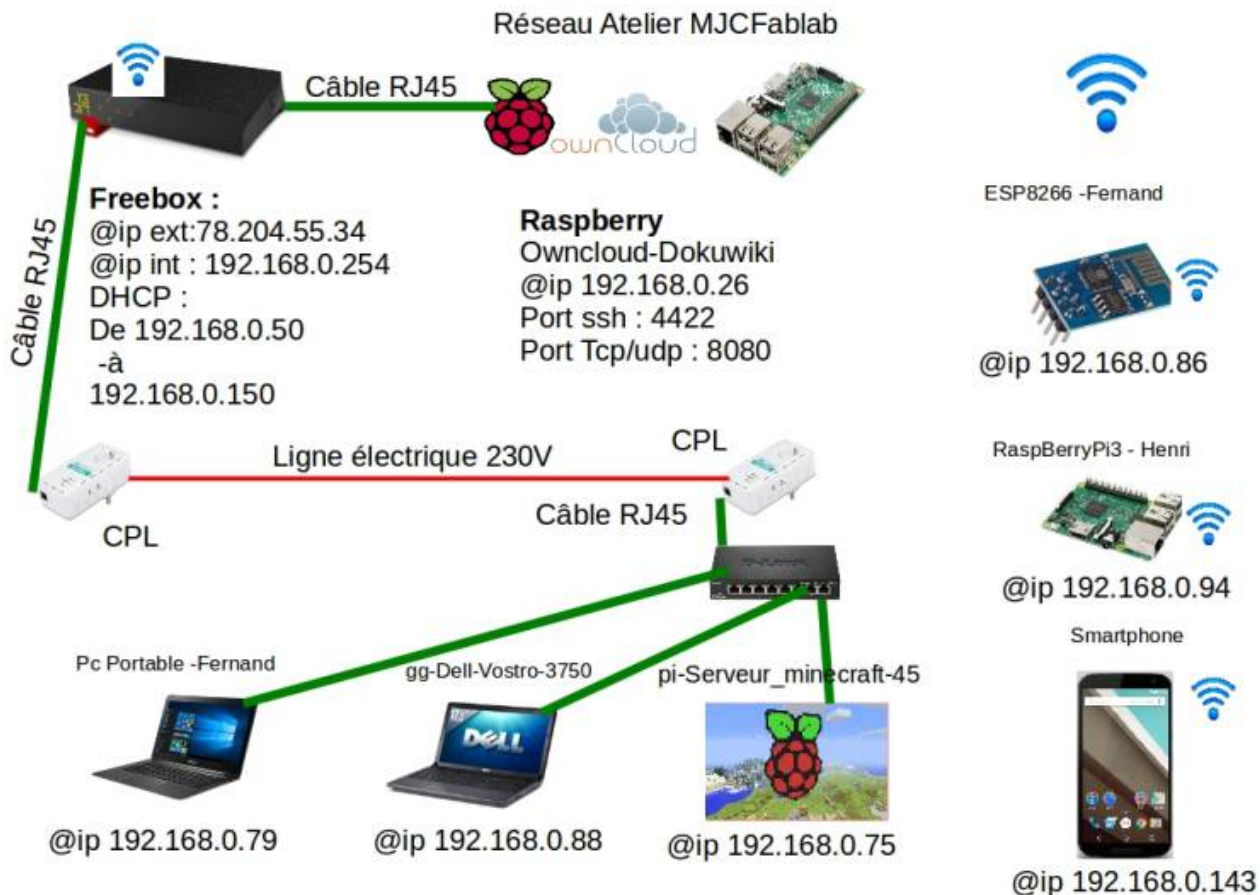 Réseau Atelier MJCFablab
Câble RJ45
ownCloud
Câble RJ45
Freebox :
@ip ext:78.204.55.34
@ip int : 192.168.0.254
DHCP :
De 192.168.0.50
-à
192.168.0.150
Raspberry
Owncloud-Dokuwiki
@ip 192.168.0.26
Port ssh : 4422
Port Tcp/udp : 8080
ESP8266 -Fernand
@ip 192.168.0.86
CPL
Ligne électrique 230V
CPL
Câble RJ45
RaspBerryPi3 - Henri
@ip 192.168.0.94
Pc Portable -Fernand
@ip 192.168.0.79
gg-Dell-Vostro-3750
DELL
@ip 192.168.0.88
pi-Serveur_minecraft-45
@ip 192.168.0.75
Smartphone
@ip 192.168.0.143